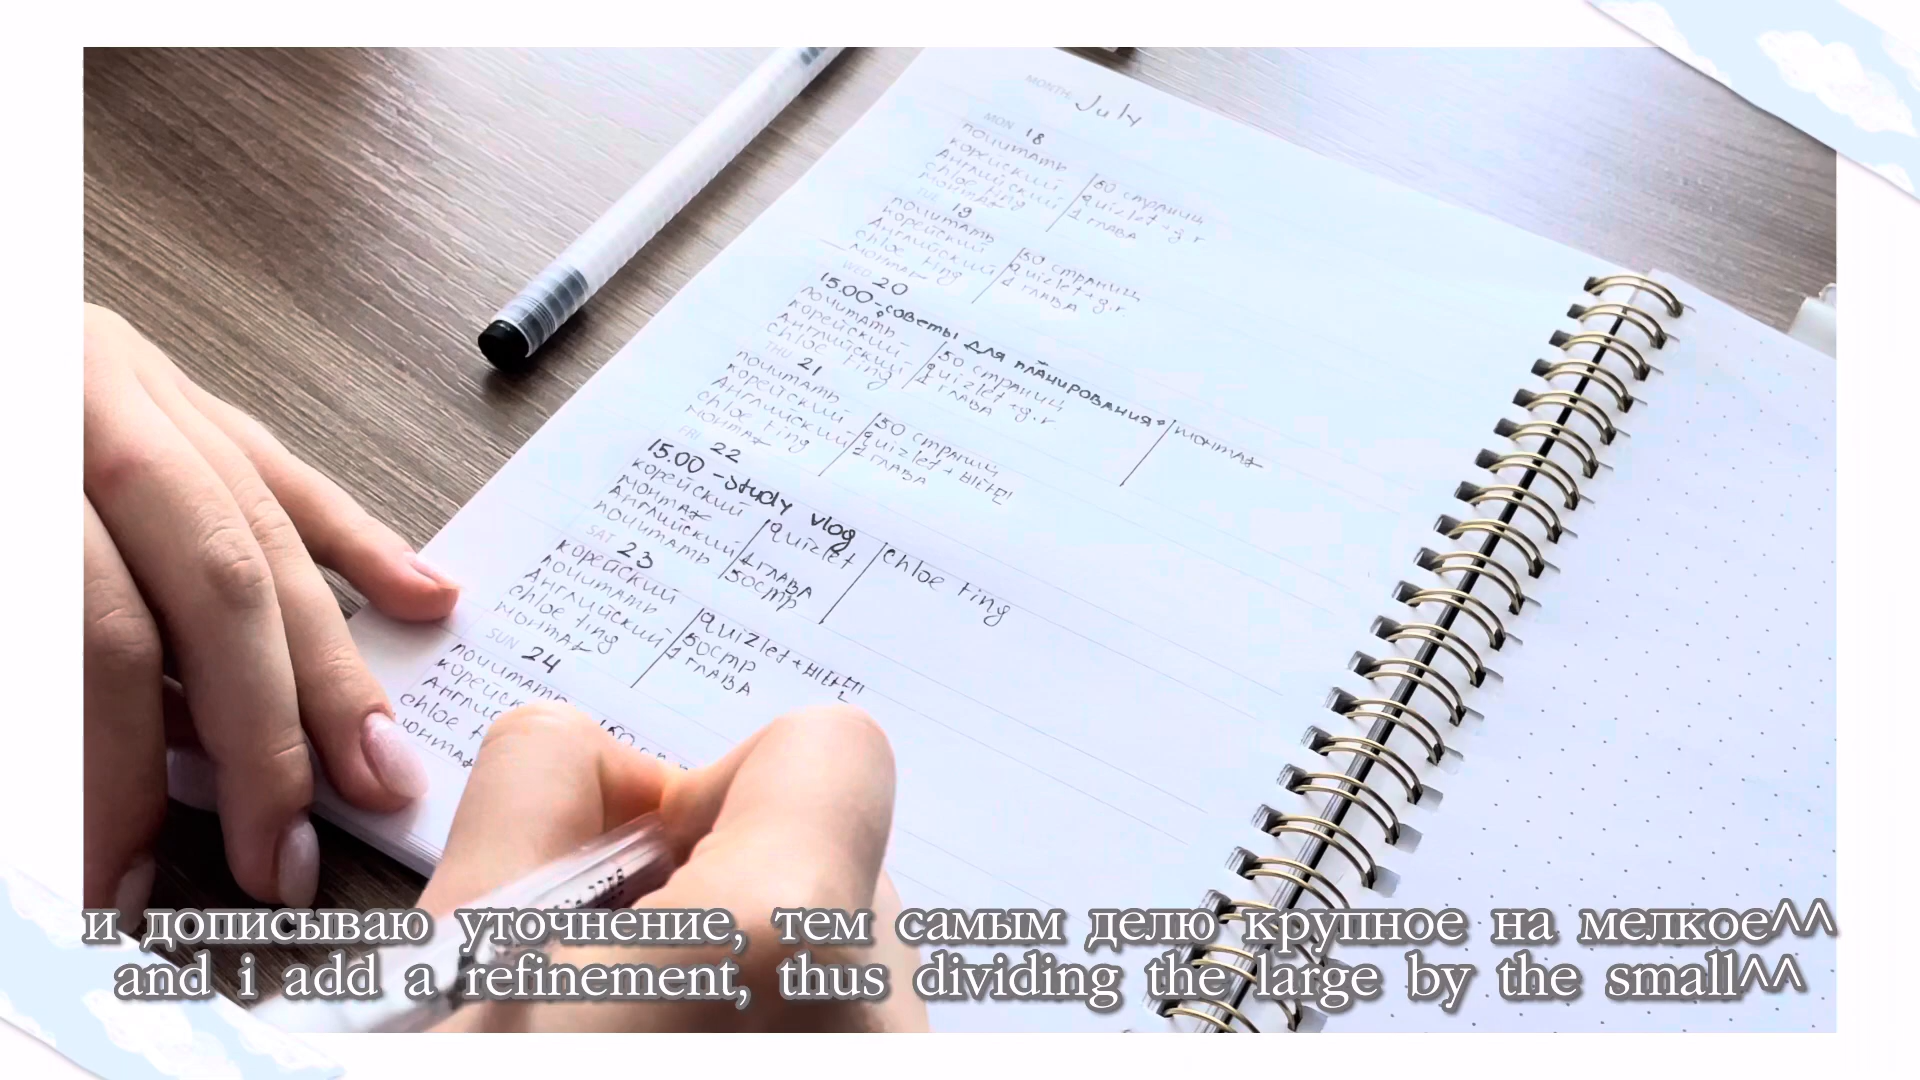 MONTH: July
MON 18
почитать
корейский
Английский
chloe ting
монтаж
50 страниц
quizlet + g.r
1 глава
TUE 19
почитать
корейский
Английский
chloe ting
монтаж
50 страниц
quizlet + g.r.
1 глава
WED 20
15.00 - советы для планирования
почитать
корейский -
Английский -
chloe ting
50 страниц
quizlet + g.r
1 глава
монтаж
THU 21
почитать
корейский -
Английский
chloe ting
монтаж
50 страниц
quizlet +
1 глава
FRI 22
15.00 - study vlog
корейский
монтаж
Английский
почитать
quizlet
1 глава
50стр
chloe ting
SAT 23
корейский
почитать -
Английский -
chloe ting
монтаж
quizlet +
50стр
1 глава
SUN 24
почитать
chloe
монтаж
и дописываю уточнение, тем самым делю крупное на мелкое^^
and i add a refinement, thus dividing the large by the small^^